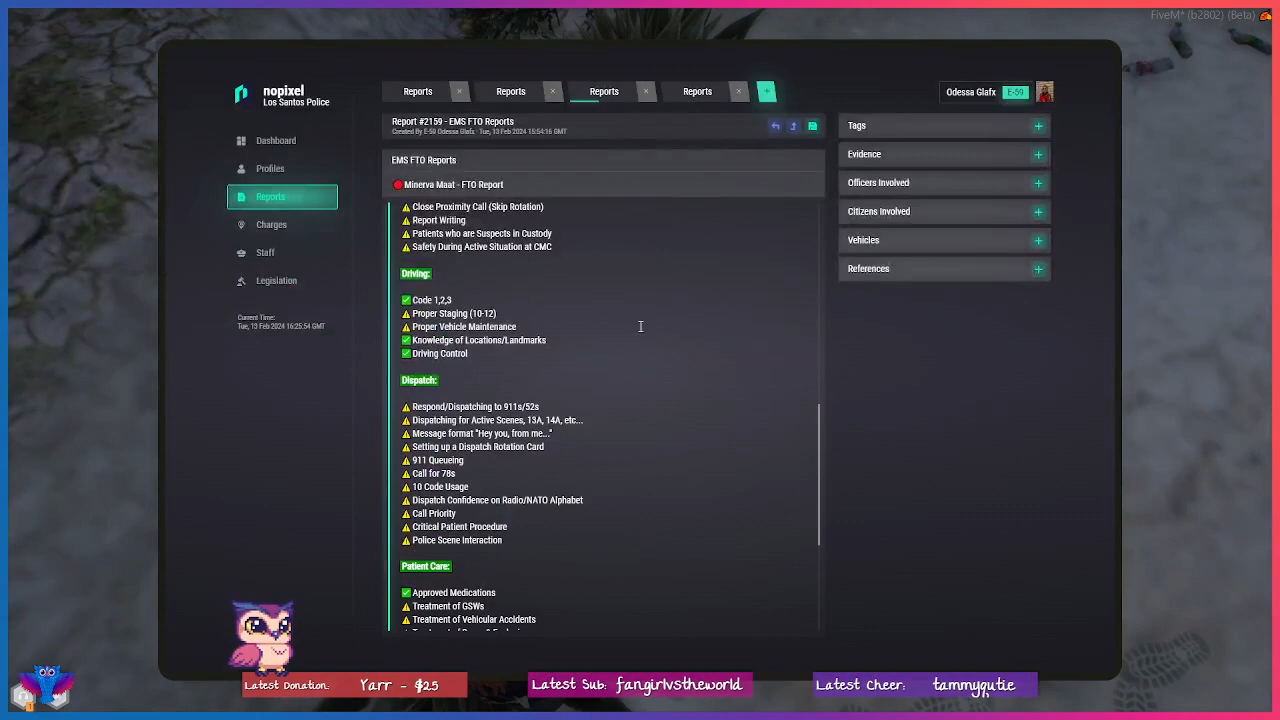 FiveM* (b2802) (Beta)
nopixel
Los Santos Police
Reports
Reports
Reports
Reports
Odessa Glafx E-59
Dashboard
Profiles
Reports
Charges
Staff
Legislation
Current Time:
Tue, 13 Feb 2024 16:25:54 GMT
Report #2159 - EMS FTO Reports
Created By E-59 Odessa Glafx - Tue, 13 Feb 2024 15:54:16 GMT
EMS FTO Reports
Minerva Maat - FTO Report
Close Proximity Call (Skip Rotation)
Report Writing
Patients who are Suspects in Custody
Safety During Active Situation at CMC
Driving:
Code 1,2,3
Proper Staging (10-12)
Proper Vehicle Maintenance
Knowledge of Locations/Landmarks
Driving Control
Dispatch:
Respond/Dispatching to 911s/52s
Dispatching for Active Scenes, 13A, 14A, etc...
Message format "Hey you, from me..."
Setting up a Dispatch Rotation Card
911 Queueing
Call for 78s
10 Code Usage
Dispatch Confidence on Radio/NATO Alphabet
Call Priority
Critical Patient Procedure
Police Scene Interaction
Patient Care:
Approved Medications
Treatment of GSWs
Treatment of Vehicular Accidents
Tags
Evidence
Officers Involved
Citizens Involved
Vehicles
References
Latest Donation: Yarr - $25
Latest Sub: fangirlvstheworld
Latest Cheer: tammyqutie